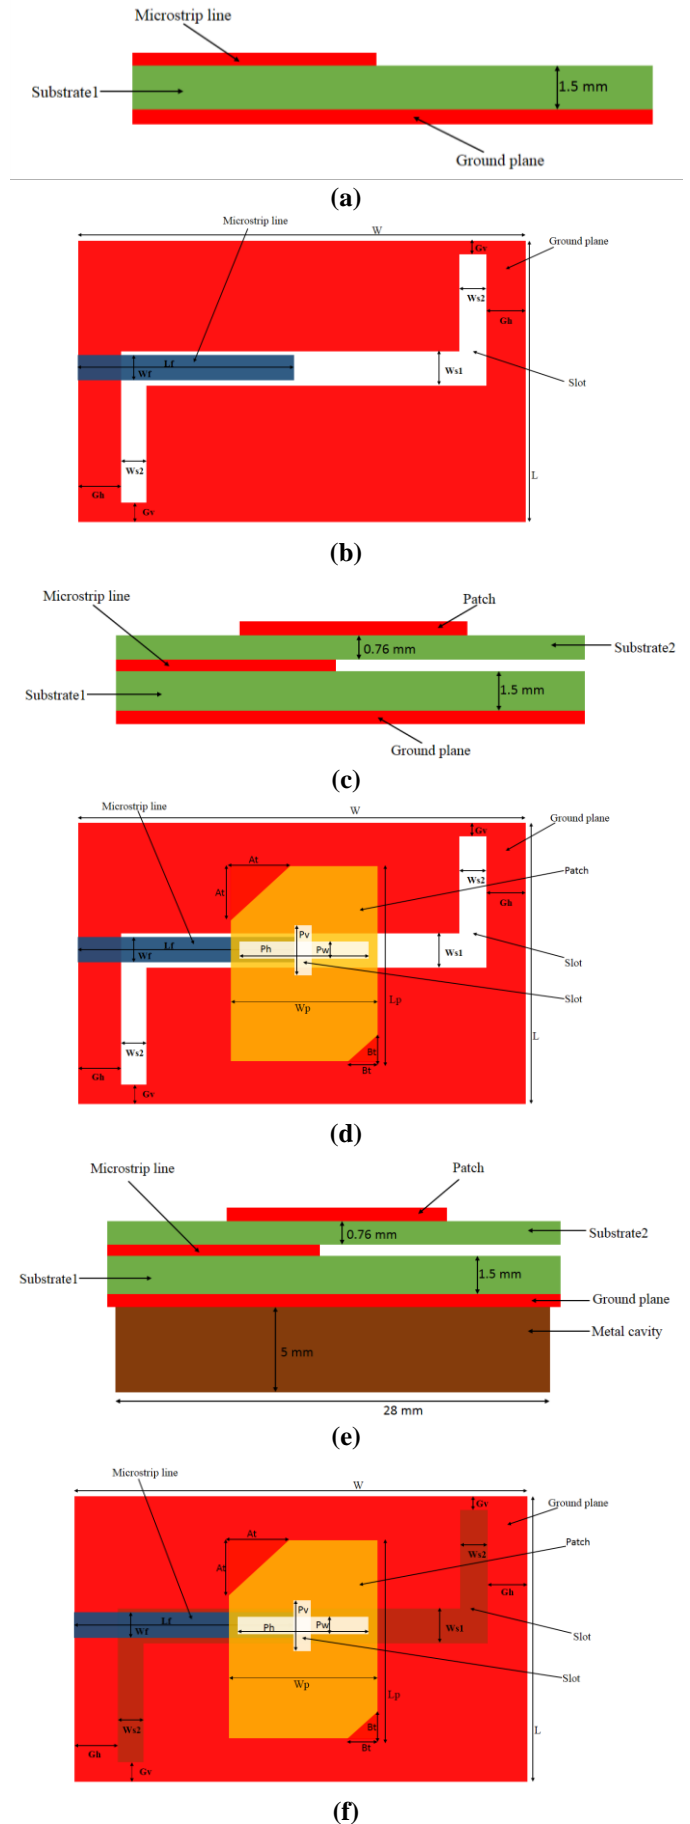 Microstrip line
Substrate1
1.5 mm
Ground plane
(a)
Microstrip line
W
Gv
Ground plane
Ws2
Gh
Lf
Wf
Ws1
Slot
Ws2
Gh
L
Gv
(b)
Microstrip line
Patch
0.76 mm
Substrate2
Substrate1
1.5 mm
Ground plane
(c)
Microstrip line
W
Gv
Ground plane
At
Patch
Ws2
At
Gh
Pv
Lf
Ph
Pw
Ws1
Wf
Slot
Slot
Wp
Lp
L
Ws2
Bt
Gh
Bt
Gv
(d)
Microstrip line
Patch
0.76 mm
Substrate2
Substrate1
1.5 mm
Ground plane
Metal cavity
5 mm
28 mm
(e)
Microstrip line
W
Gv
Ground plane
At
Patch
Ws2
At
Gh
Pv
Lf
Ph
Pw
Ws1
Wf
Slot
Slot
Wp
Lp
L
Ws2
Bt
Gh
Bt
Gv
(f)